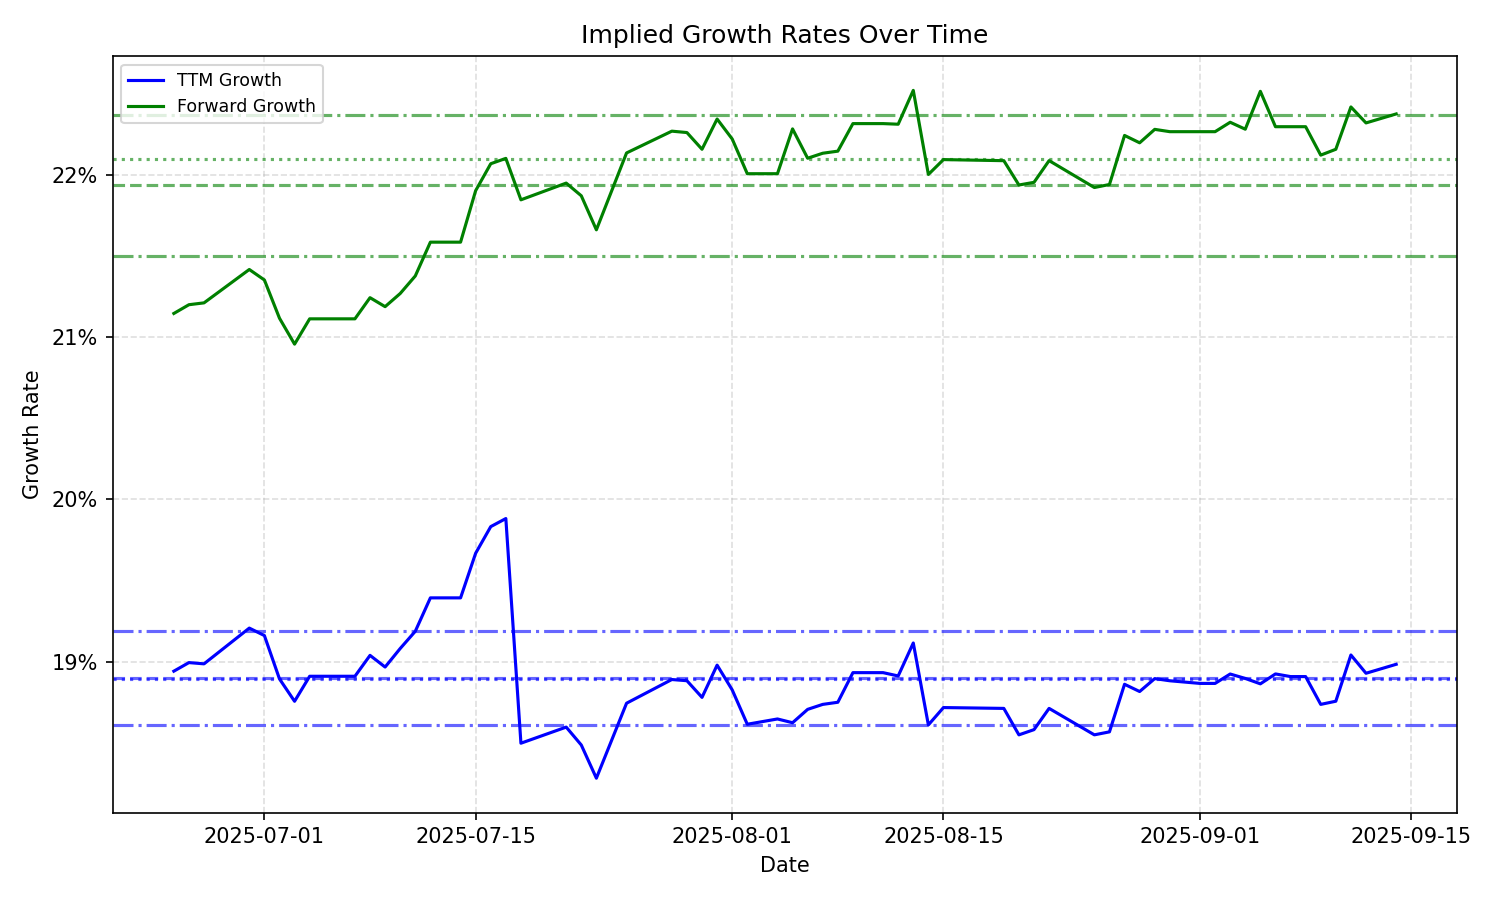 Implied Growth Rates Over Time
TTM Growth
Forward Growth
22%
21%
20%
19%
Growth Rate
2025-07-01
2025-07-15
2025-08-01
2025-08-15
2025-09-01
2025-09-15
Date